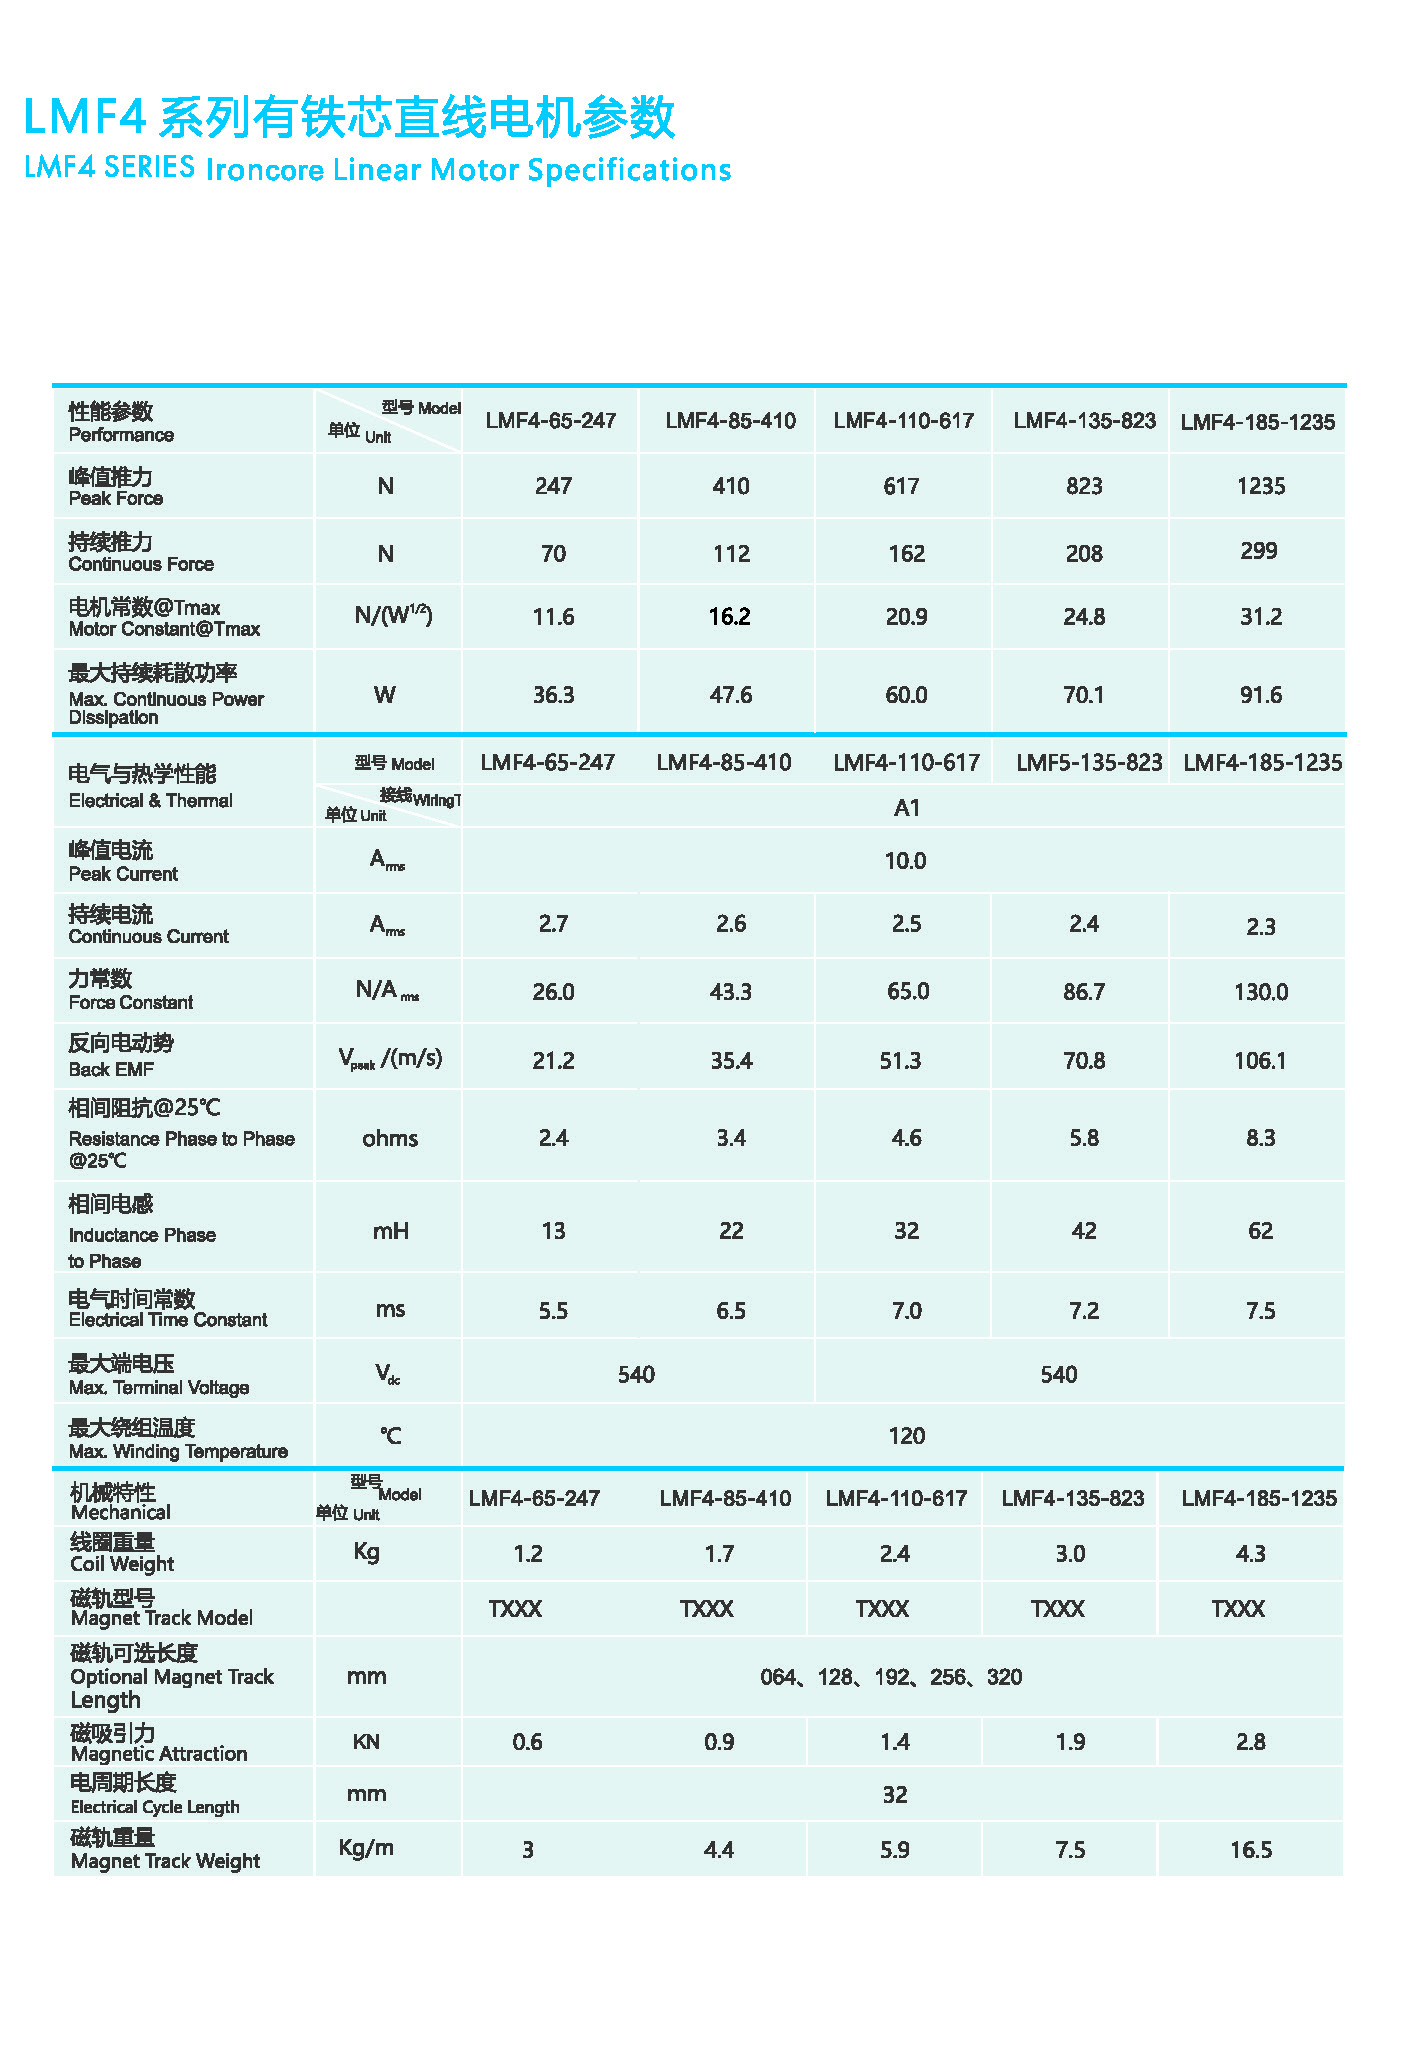 LMF4 系列有铁芯直线电机参数
LMF4 SERIES Ironcore Linear Motor Specifications
性能参数 型号 Model LMF4-65-247 LMF4-85-410 LMF4-110-617 LMF4-135-823 LMF4-185-1235
Performance 单位 Unit
峰值推力 N 247 410 617 823 1235
Peak Force
持续推力 N 70 112 162 208 299
Continuous Force
电机常数@Tmax N/(W1/2) 11.6 16.2 20.9 24.8 31.2
Motor Constant@Tmax
最大持续耗散功率 W 36.3 47.6 60.0 70.1 91.6
Max. Continuous Power
Dissipation
电气与热学性能 型号 Model LMF4-65-247 LMF4-85-410 LMF4-110-617 LMF5-135-823 LMF4-185-1235
Electrical & Thermal 接线WiringT A1
单位 Unit
峰值电流 Arms 10.0
Peak Current
持续电流 Arms 2.7 2.6 2.5 2.4 2.3
Continuous Current
力常数 N/A rms 26.0 43.3 65.0 86.7 130.0
Force Constant
反向电动势 Vpeak /(m/s) 21.2 35.4 51.3 70.8 106.1
Back EMF
相间阻抗@25℃
Resistance Phase to Phase ohms 2.4 3.4 4.6 5.8 8.3
@25℃
相间电感
Inductance Phase mH 13 22 32 42 62
to Phase
电气时间常数 ms 5.5 6.5 7.0 7.2 7.5
Electrical Time Constant
最大端电压 Vdc 540 540
Max. Terminal Voltage
最大绕组温度 ℃ 120
Max. Winding Temperature
机械特性 型号 Model LMF4-65-247 LMF4-85-410 LMF4-110-617 LMF4-135-823 LMF4-185-1235
Mechanical 单位 Unit
线圈重量 Kg 1.2 1.7 2.4 3.0 4.3
Coil Weight
磁轨型号 TXXX TXXX TXXX TXXX TXXX
Magnet Track Model
磁轨可选长度
Optional Magnet Track mm 064、128、192、256、320
Length
磁吸引力 KN 0.6 0.9 1.4 1.9 2.8
Magnetic Attraction
电周期长度 mm 32
Electrical Cycle Length
磁轨重量 Kg/m 3 4.4 5.9 7.5 16.5
Magnet Track Weight